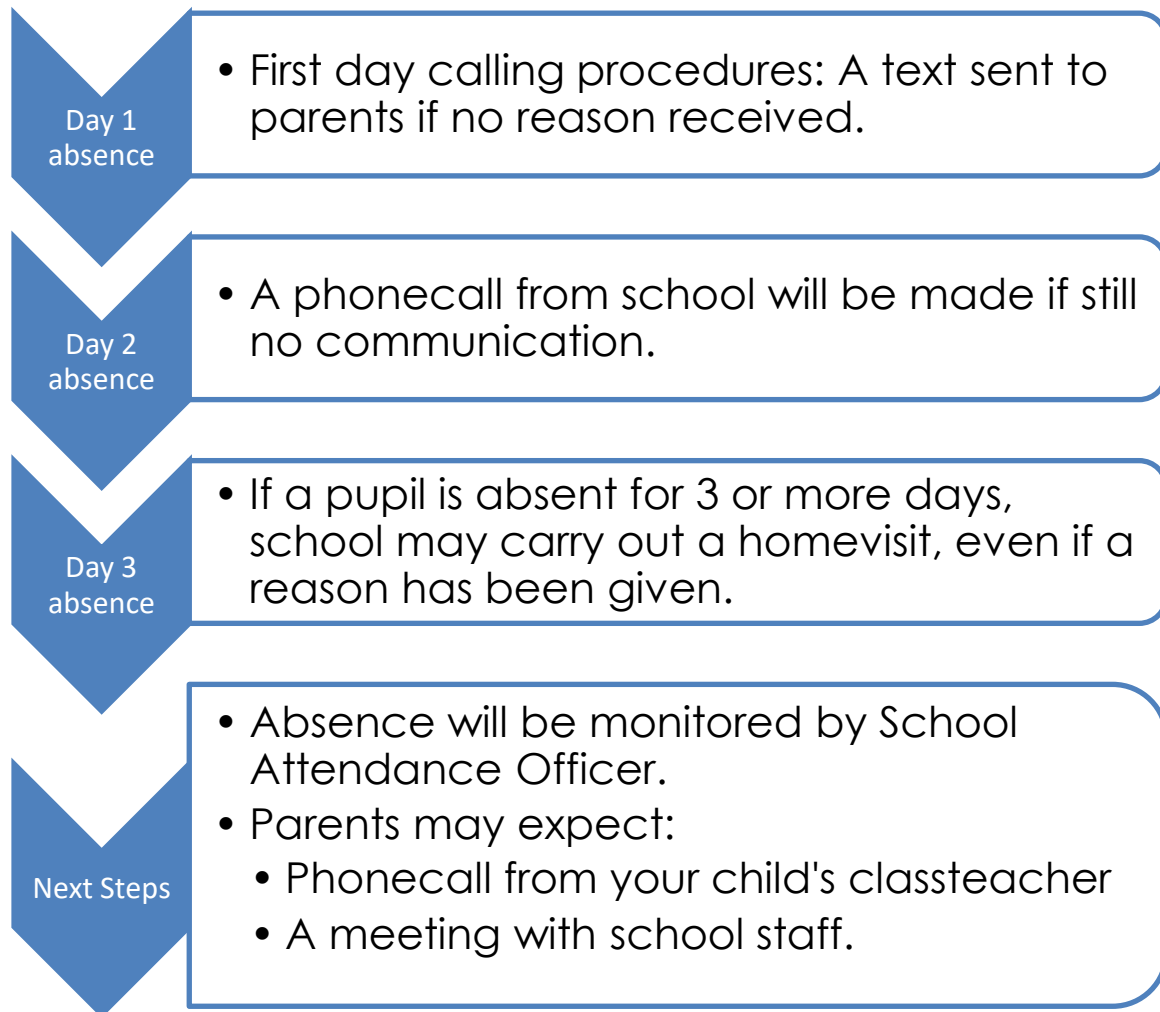 Day 1
absence
• First day calling procedures: A text sent to
parents if no reason received.
Day 2
absence
• A phonecall from school will be made if still
no communication.
Day 3
absence
• If a pupil is absent for 3 or more days,
school may carry out a homevisit, even if a
reason has been given.
Next Steps
• Absence will be monitored by School
Attendance Officer.
• Parents may expect:
• Phonecall from your child's classteacher
• A meeting with school staff.